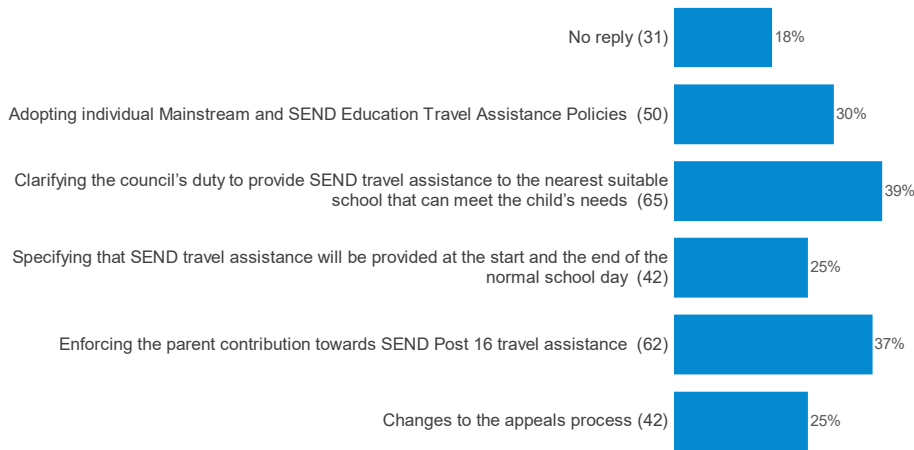 No reply (31)
18%
Adopting individual Mainstream and SEND Education Travel Assistance Policies (50)
30%
Clarifying the council’s duty to provide SEND travel assistance to the nearest suitable
school that can meet the child’s needs (65)
39%
Specifying that SEND travel assistance will be provided at the start and the end of the
normal school day (42)
25%
Enforcing the parent contribution towards SEND Post 16 travel assistance (62)
37%
Changes to the appeals process (42)
25%